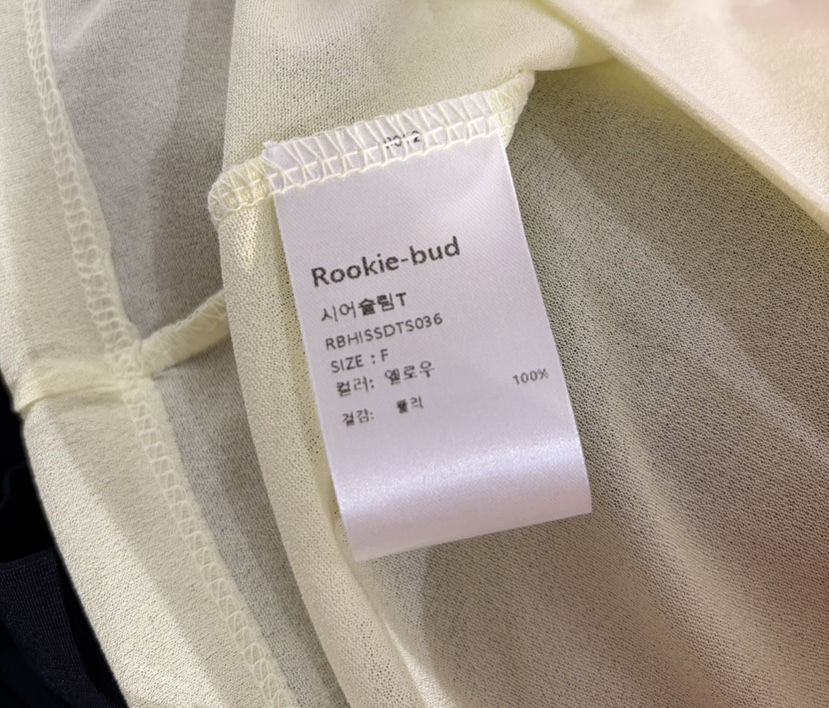 Rookie-bud
시어슬림T
RBHISSDTS036
SIZE : F
컬러: 옐로우
겉감: 폴리 100%